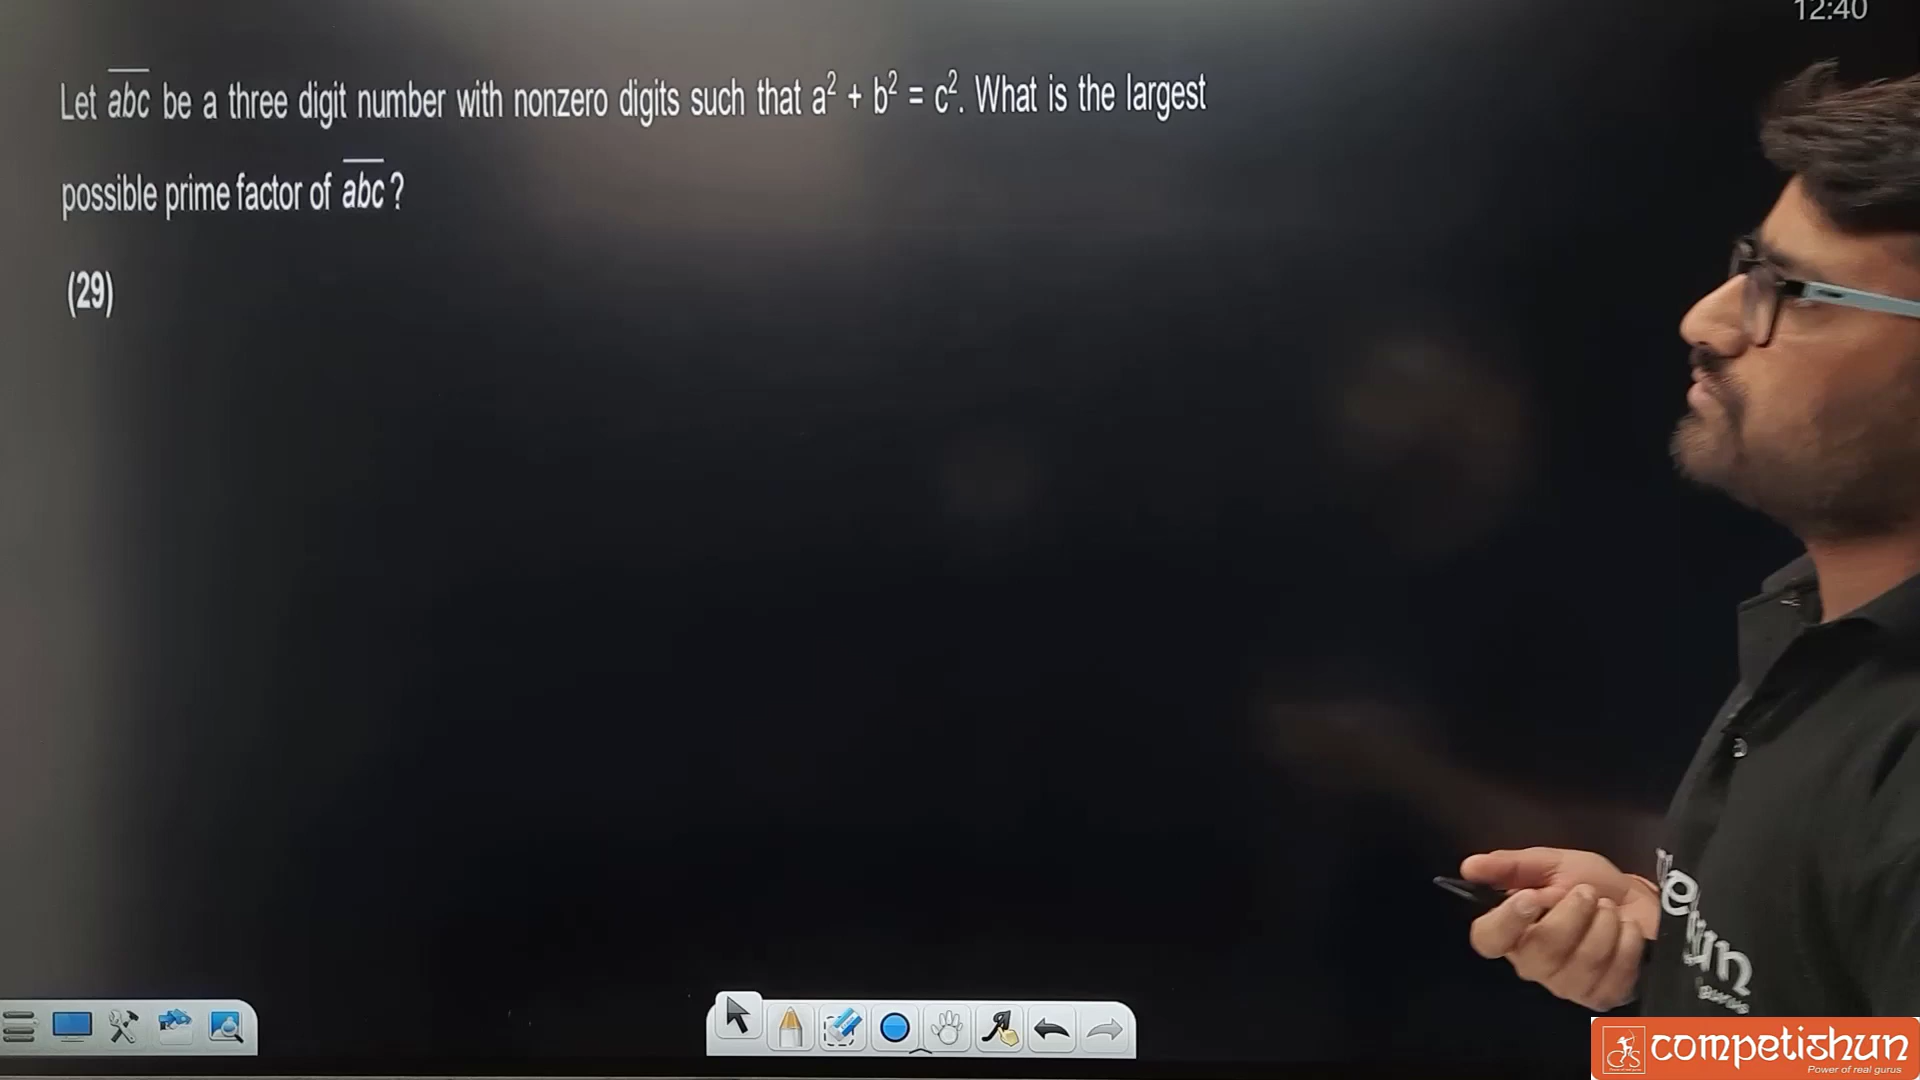 12:40
Let abc be a three digit number with nonzero digits such that a² + b² = c². What is the largest
possible prime factor of abc ?
(29)
competishun
Power of real gurus